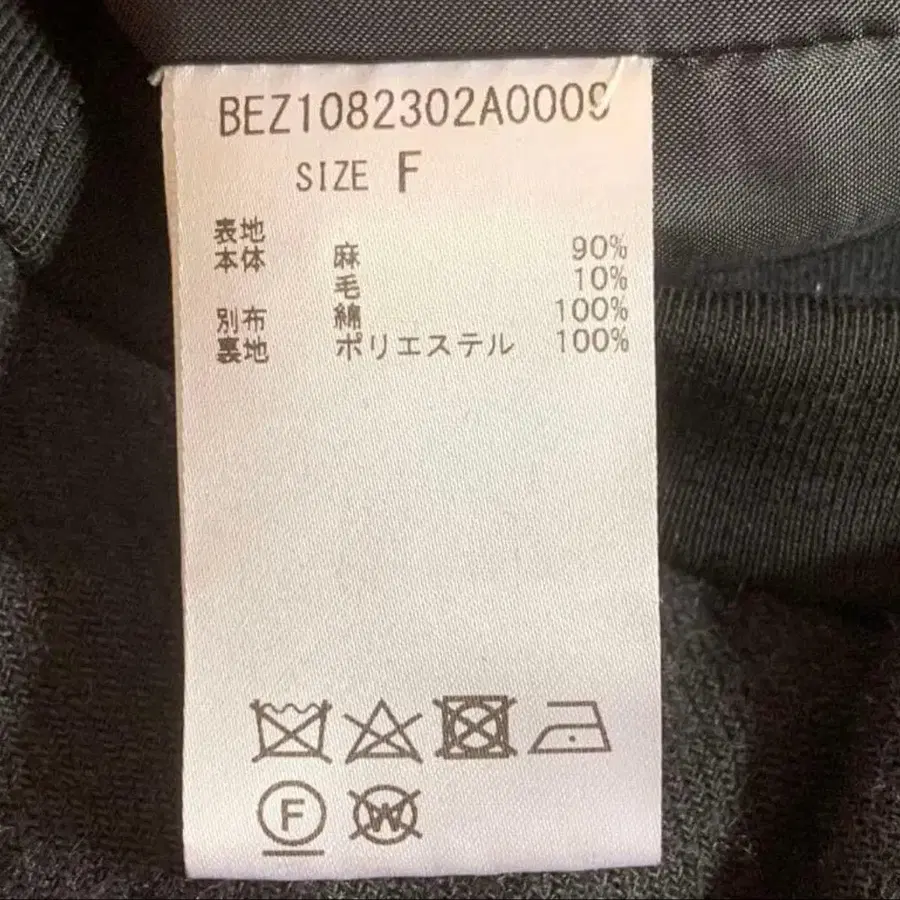 BEZ1082302A0009
SIZE F
表地
本体 麻 90%
毛 10%
別布 綿 100%
裏地 ポリエステル 100%
F
W